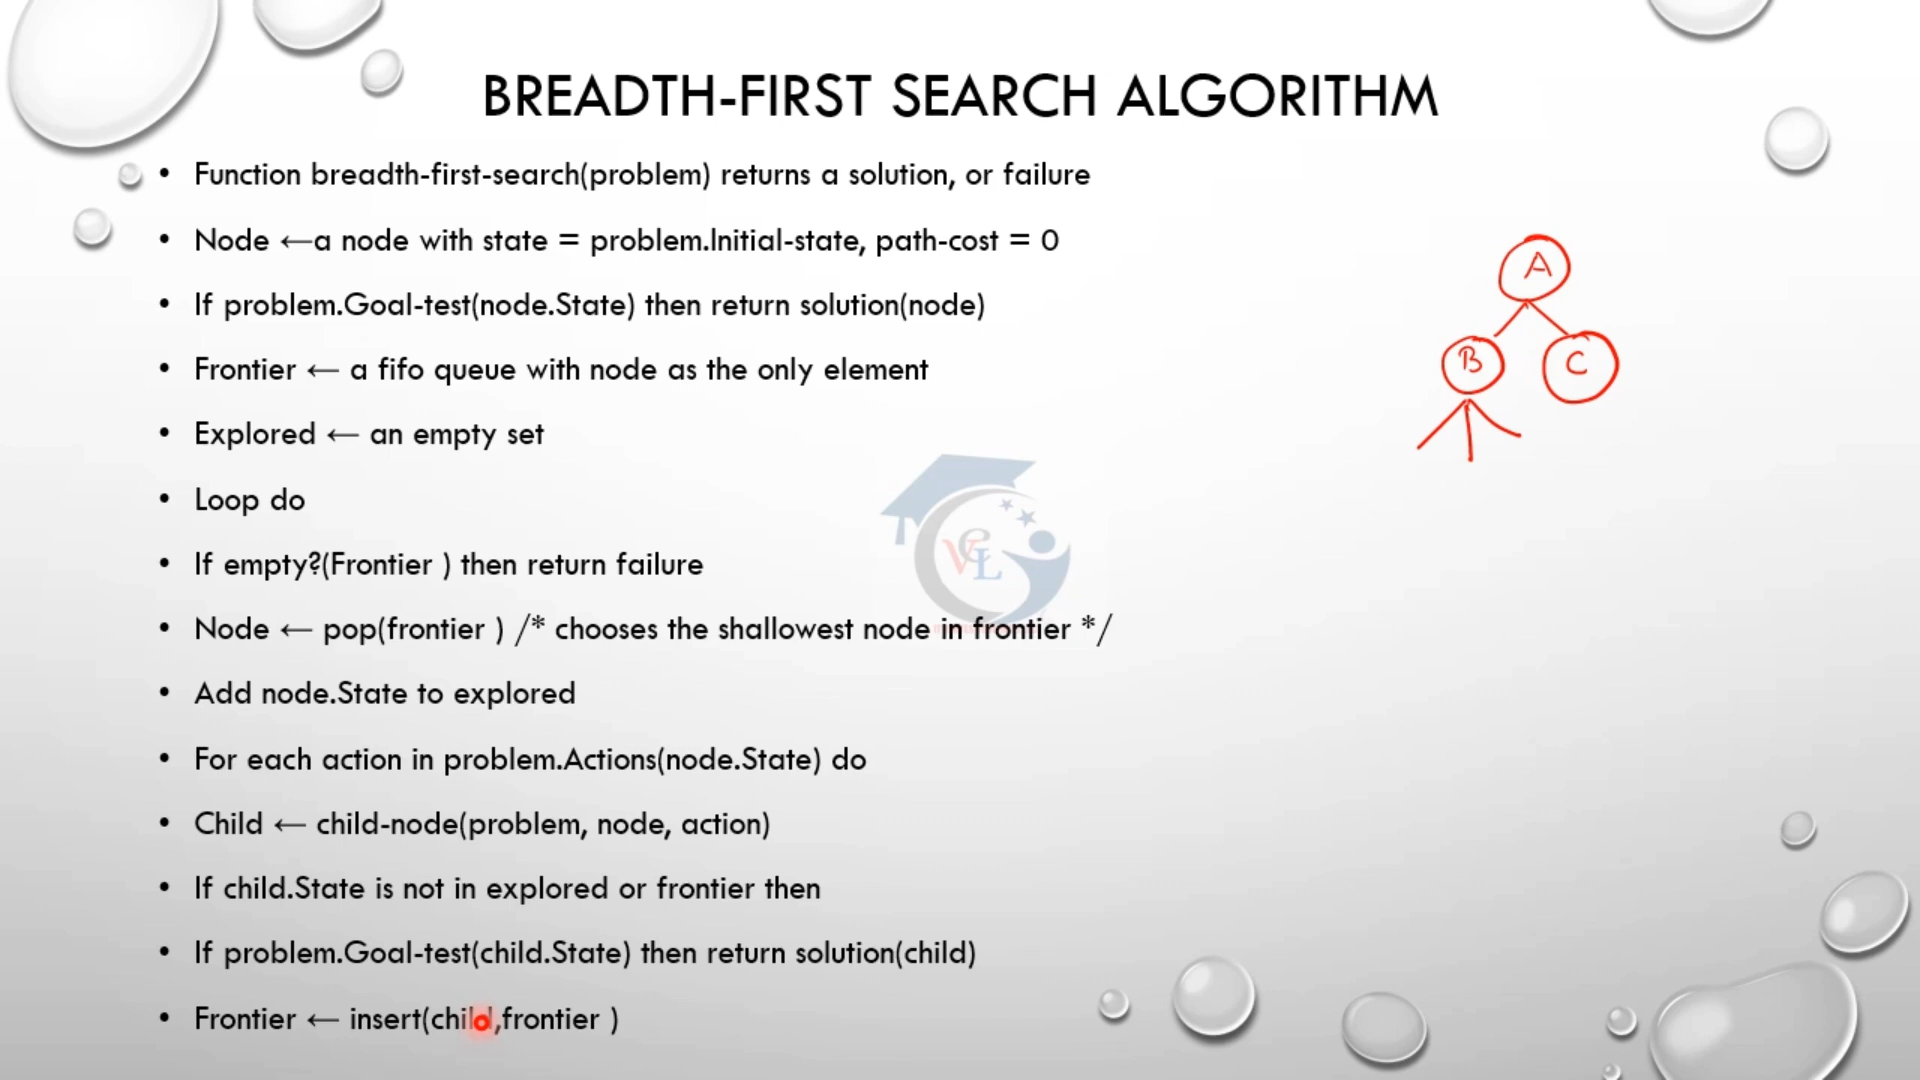 BREADTH-FIRST SEARCH ALGORITHM
• Function breadth-first-search(problem) returns a solution, or failure
• Node ←a node with state = problem.Initial-state, path-cost = 0
• If problem.Goal-test(node.State) then return solution(node)
• Frontier ← a fifo queue with node as the only element
• Explored ← an empty set
• Loop do
• If empty?(Frontier ) then return failure
• Node ← pop(frontier ) /* chooses the shallowest node in frontier */
• Add node.State to explored
• For each action in problem.Actions(node.State) do
• Child ← child-node(problem, node, action)
• If child.State is not in explored or frontier then
• If problem.Goal-test(child.State) then return solution(child)
• Frontier ← insert(child,frontier )
A
B C
VCL